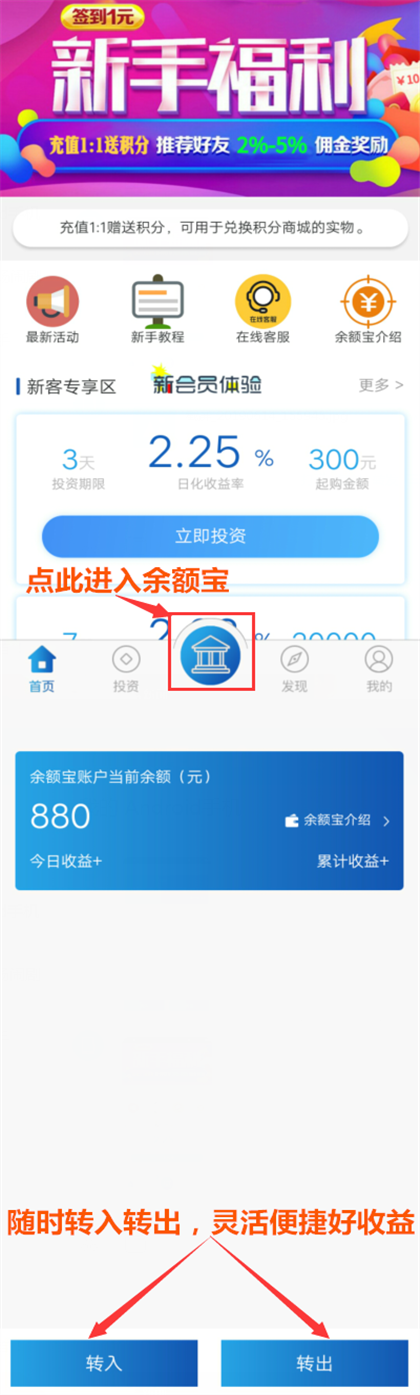 签到1元
新手福利
¥10
充值1:1送积分 推荐好友 2%-5% 佣金奖励
充值1:1赠送积分，可用于兑换积分商城的实物。
最新活动
新手教程
在线客服
在线客服
余额宝介绍
新客专享区
新会员体验
更多 >
3天
2.25 %
300元
投资期限
日化收益率
起购金额
立即投资
点此进入余额宝
首页
投资
发现
我的
余额宝账户当前余额（元）
880
余额宝介绍 >
今日收益+
累计收益+
随时转入转出，灵活便捷好收益
转入
转出